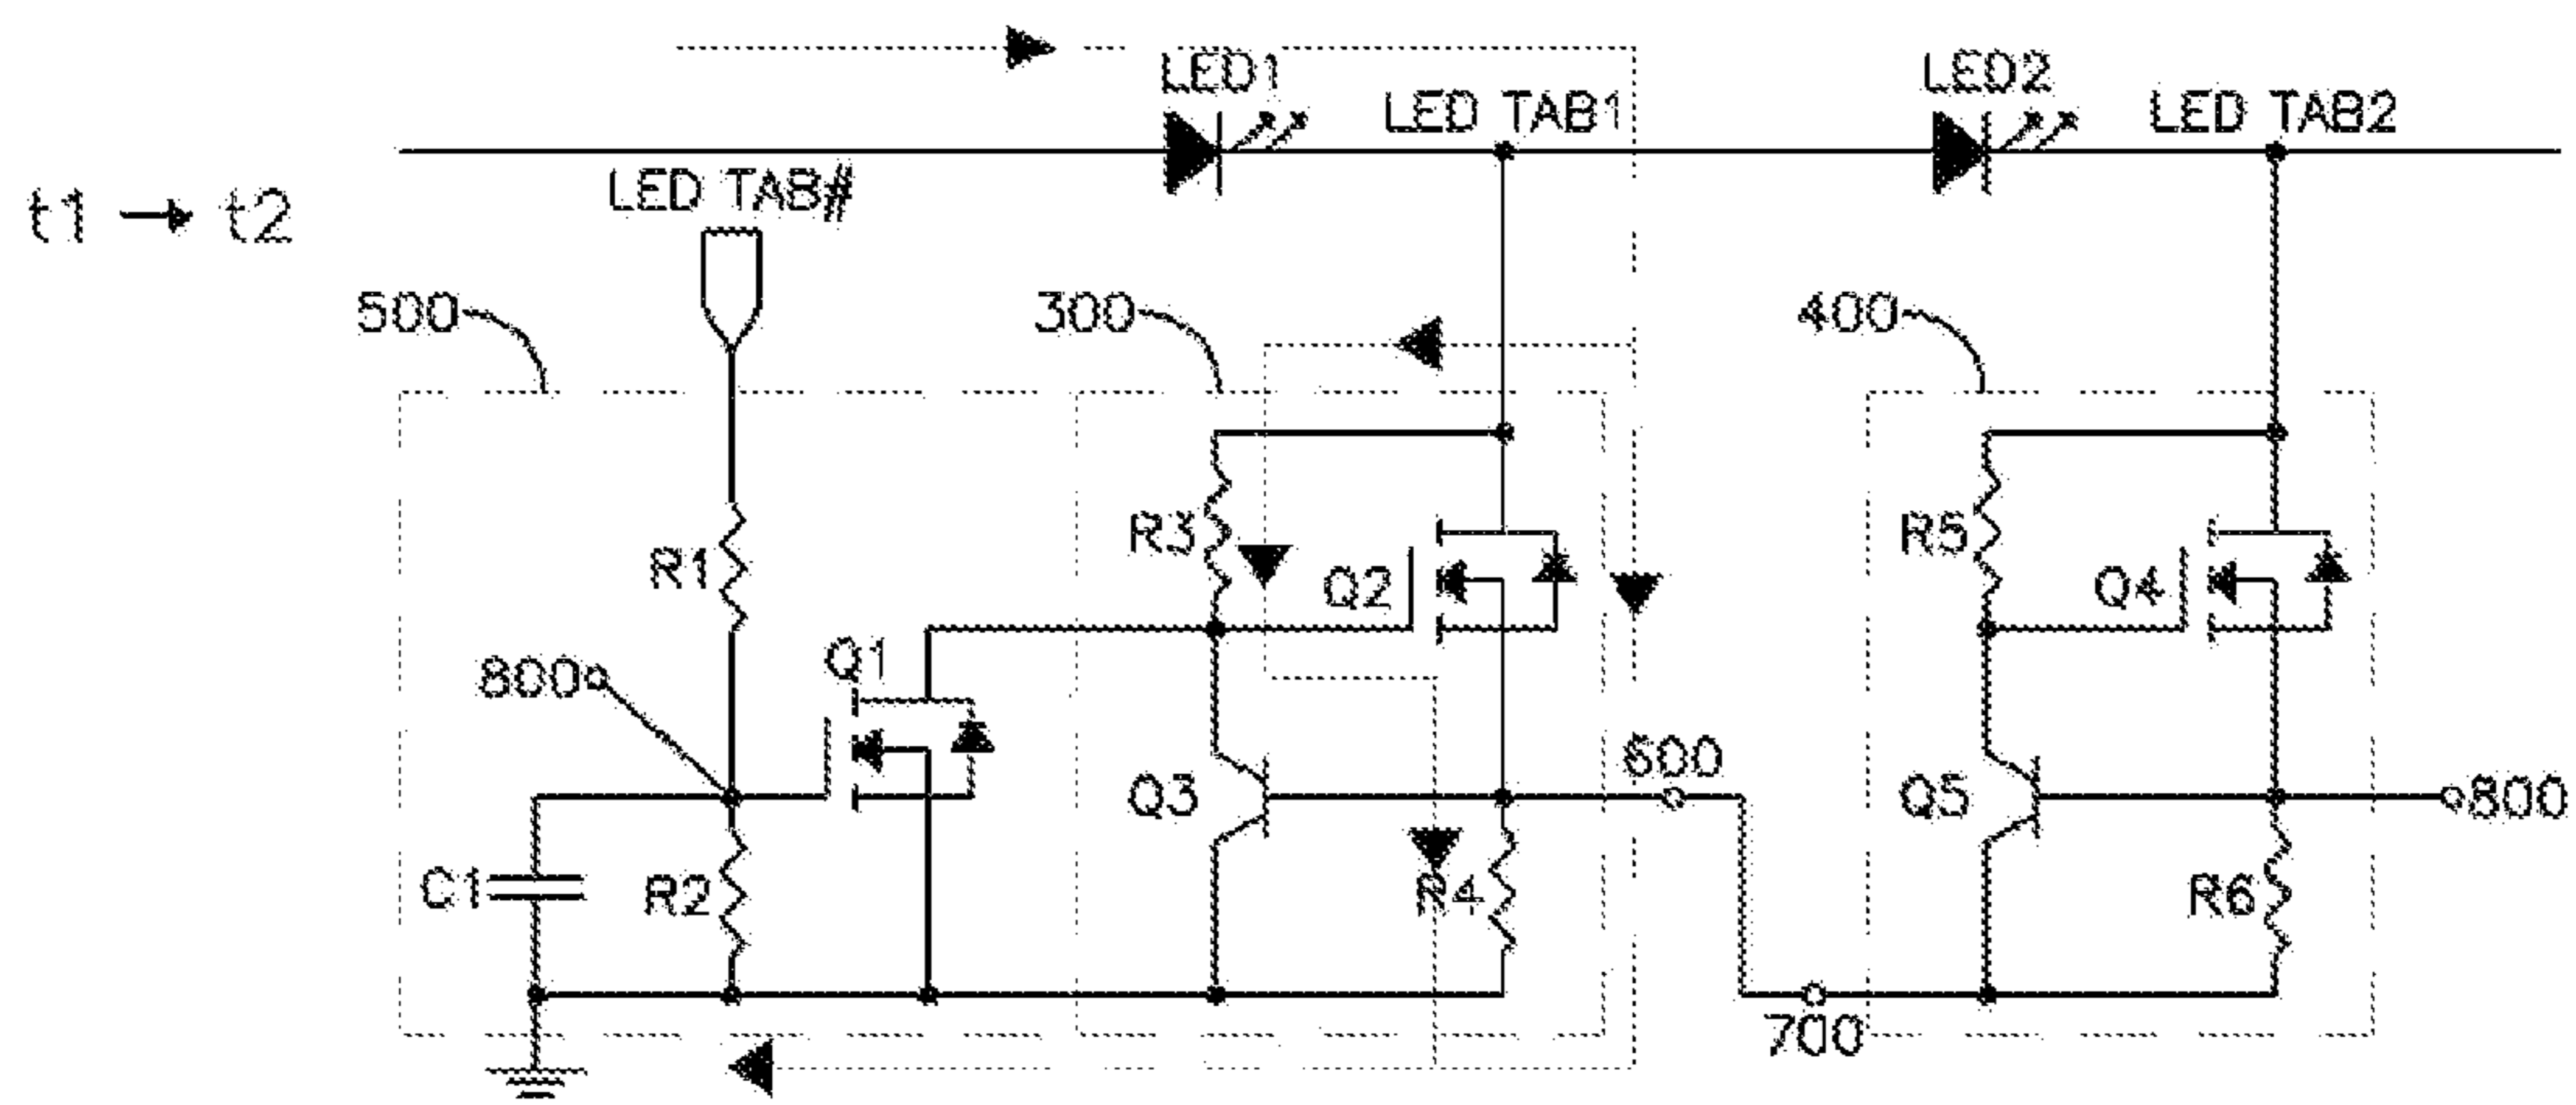 LED1
LED2
LED TAB1
LED TAB2
LED TAB#
t1 → t2
500
300
400
R3
R5
R1
Q2
Q4
800
Q1
600
Q3
Q5
800
C1
R2
R4
R6
700